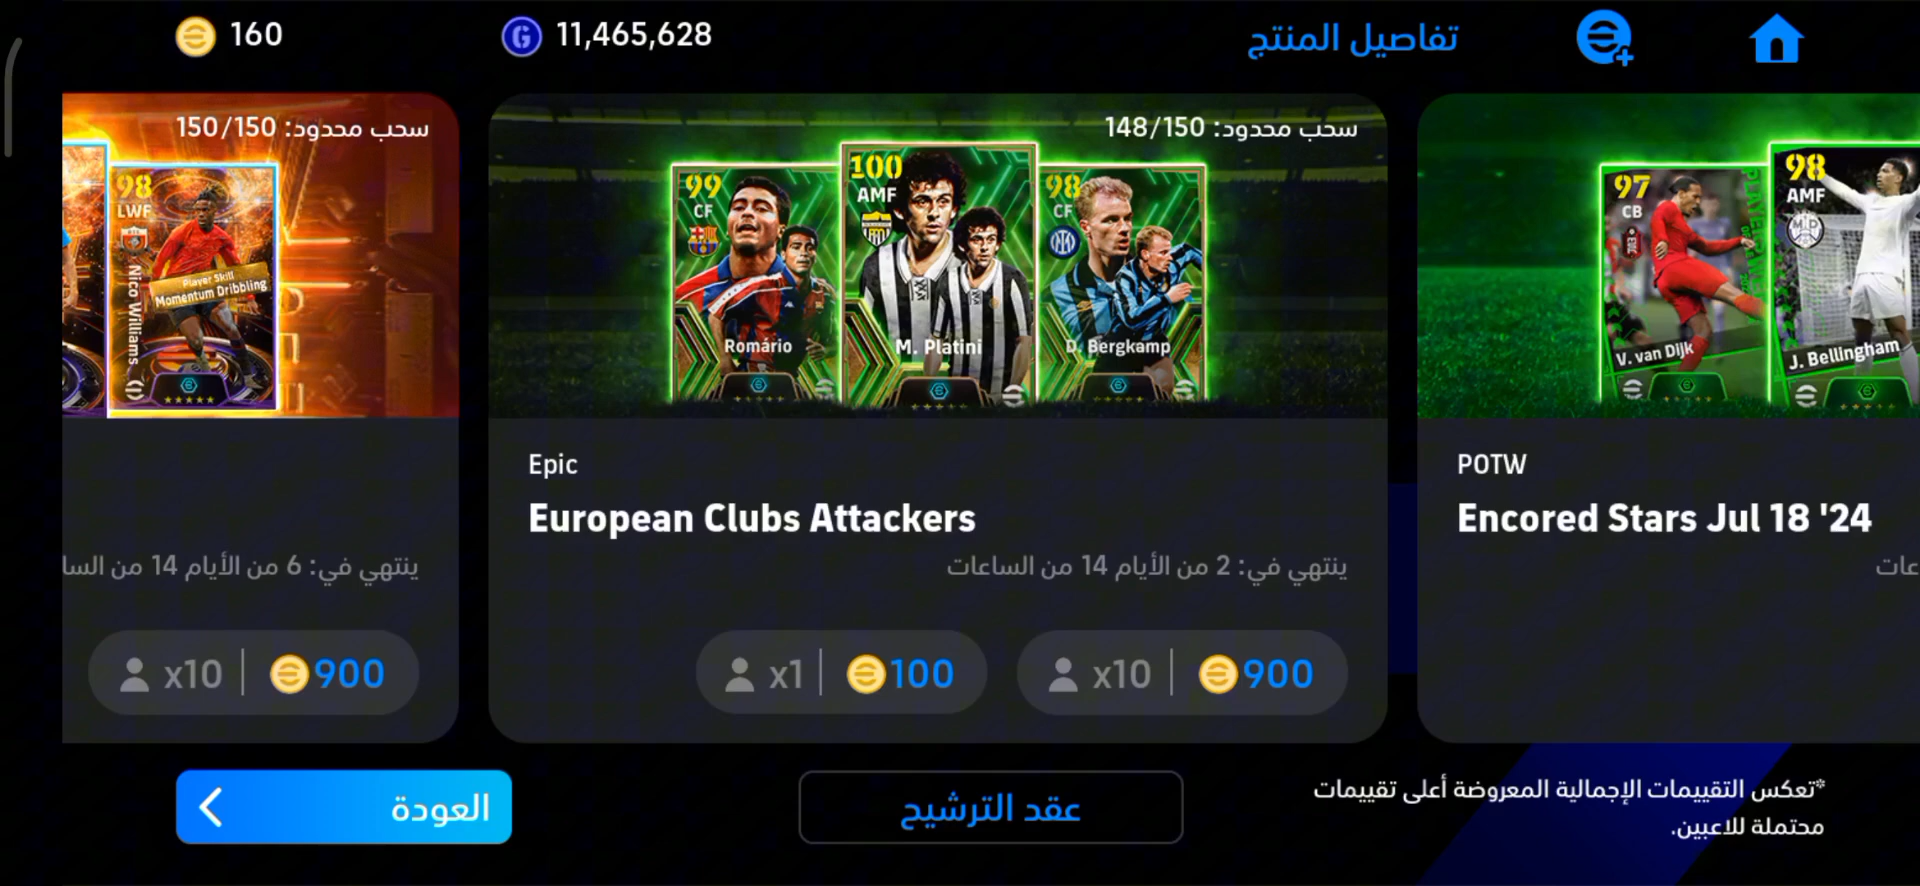 160
11,465,628
تفاصيل المنتج
سحب محدود: 150/150
98
LWF
Nico Williams
Player Skill
Momentum Dribbling
ينتهي في: 6 من الأيام 14 من السا
x10
900
سحب محدود: 148/150
99
CF
Romário
100
AMF
M. Platini
98
CF
D. Bergkamp
Epic
European Clubs Attackers
ينتهي في: 2 من الأيام 14 من الساعات
x1
100
x10
900
97
CB
V. van Dijk
98
AMF
J. Bellingham
POTW
Encored Stars Jul 18 '24
عات
العودة
عقد الترشيح
*تعكس التقييمات الإجمالية المعروضة أعلى تقييمات
محتملة للاعبين.